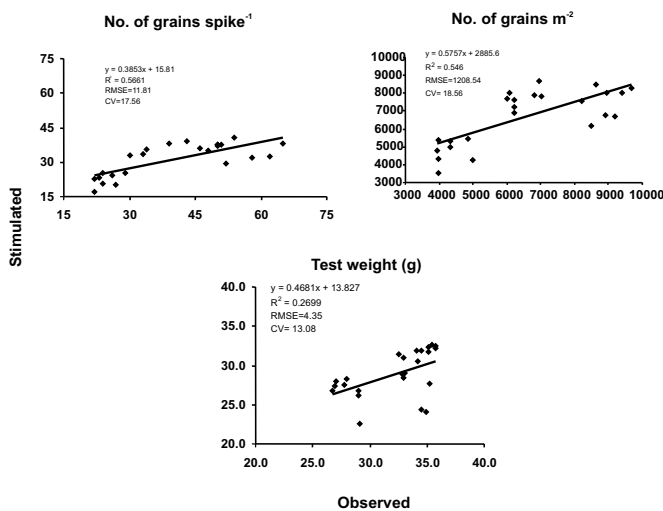 No. of grains spike⁻¹
y = 0.3853x + 15.81
R² = 0.5661
RMSE=11.81
CV=17.56
75
60
45
30
15
15 30 45 60 75
No. of grains m⁻²
y = 0.5757x + 2885.6
R² = 0.546
RMSE=1208.54
CV= 18.56
10000
9000
8000
7000
6000
5000
4000
3000
3000 4000 5000 6000 7000 8000 9000 10000
Stimulated
Test weight (g)
y = 0.4681x + 13.827
R² = 0.2699
RMSE=4.35
CV= 13.08
40.0
35.0
30.0
25.0
20.0
20.0 25.0 30.0 35.0 40.0
Observed